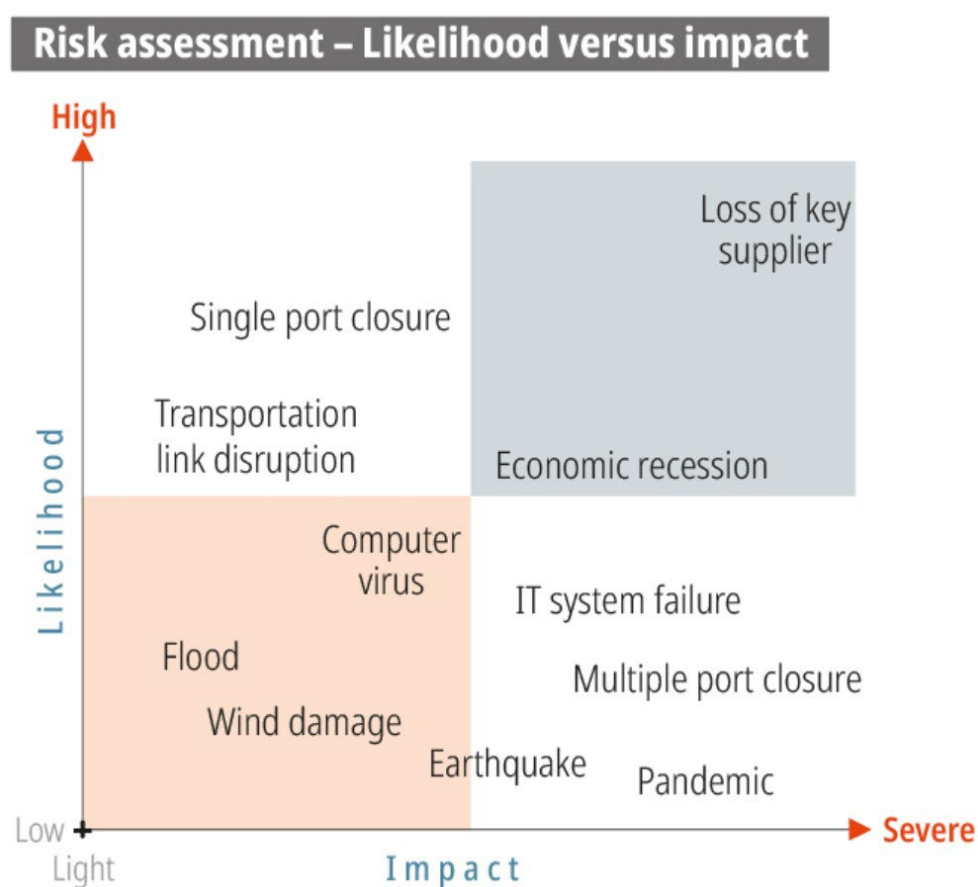 Risk assessment – Likelihood versus impact
High
Loss of key
supplier
Single port closure
Transportation
link disruption
Economic recession
Likelihood
Computer
virus
IT system failure
Flood
Multiple port closure
Wind damage
Earthquake
Pandemic
Low
Severe
Light
Impact